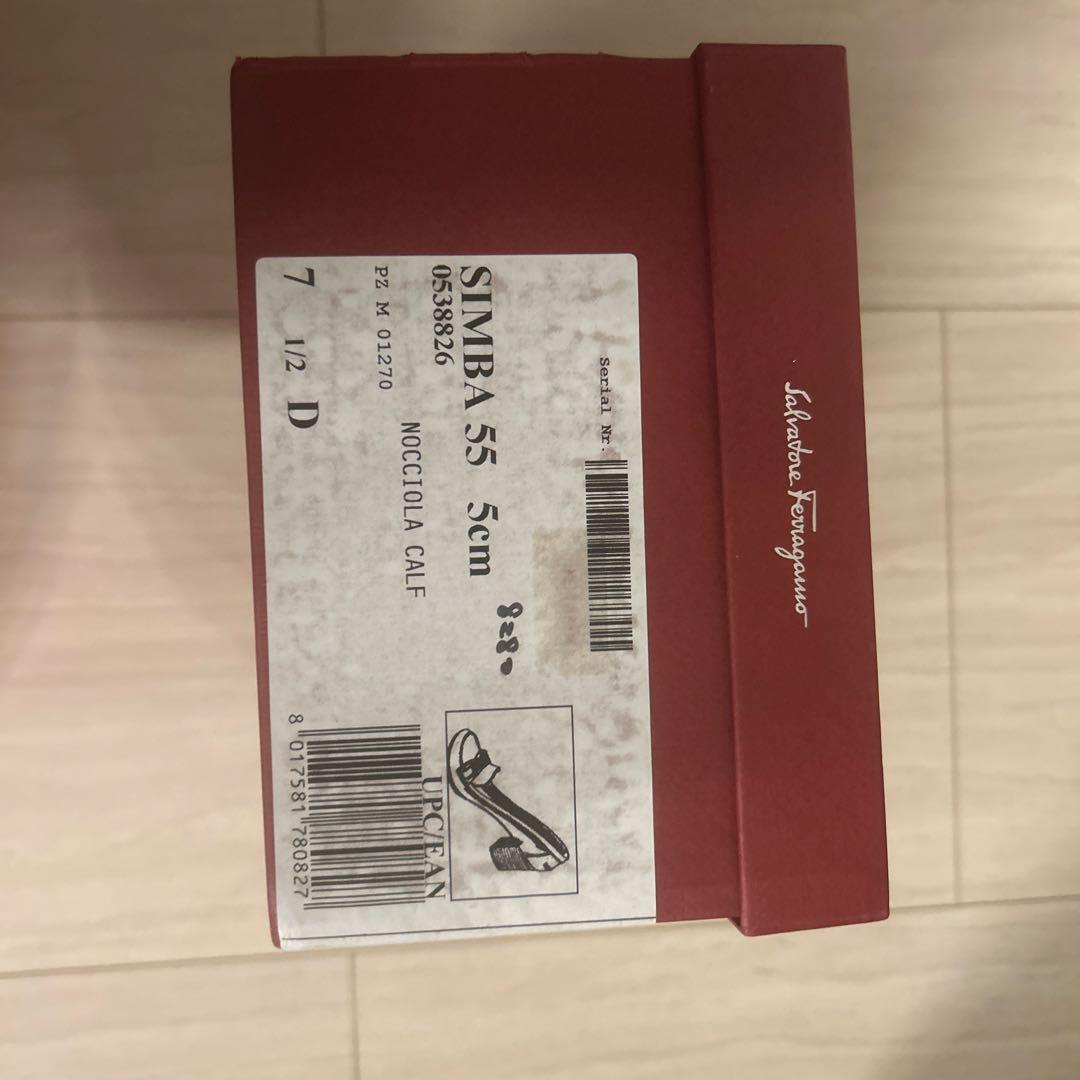 Salvatore Ferragamo
Serial Nr.
SIMBA 55 5cm
0538826
NOCCIOLA CALF
PZ M 01270
7 1/2 D
UPC/EAN
8 017581 780827